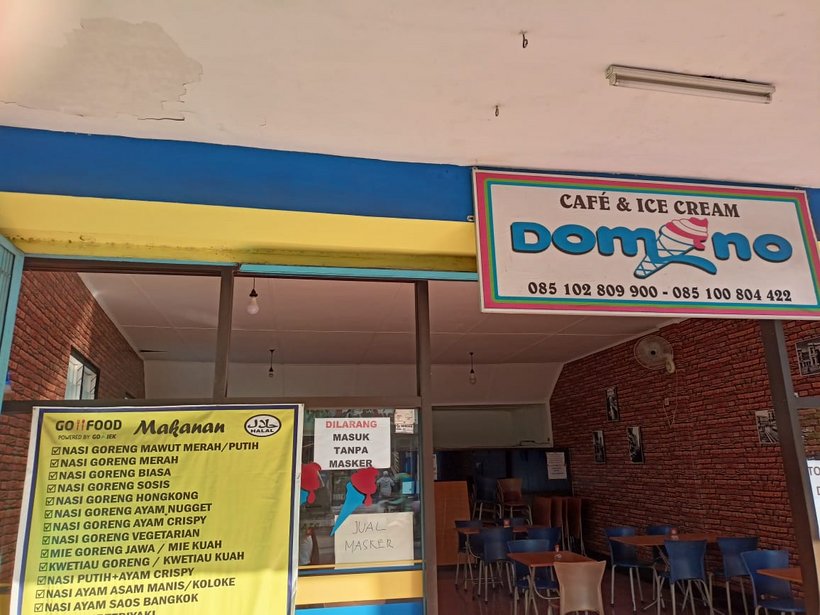 CAFÉ & ICE CREAM
DOMINO
085 102 809 900 - 085 100 804 422
GO FOOD
POWERED BY GO JEK
Makanan
HALAL
NASI GORENG MAWUT MERAH/PUTIH
NASI GORENG MERAH
NASI GORENG BIASA
NASI GORENG SOSIS
NASI GORENG HONGKONG
NASI GORENG AYAM NUGGET
NASI GORENG AYAM CRISPY
NASI GORENG VEGETARIAN
MIE GORENG JAWA / MIE KUAH
KWETIAU GORENG / KWETIAU KUAH
NASI PUTIH+AYAM CRISPY
NASI AYAM ASAM MANIS/KOLOKE
NASI AYAM SAOS BANGKOK
DILARANG
MASUK
TANPA
MASKER
JUAL
MASKER